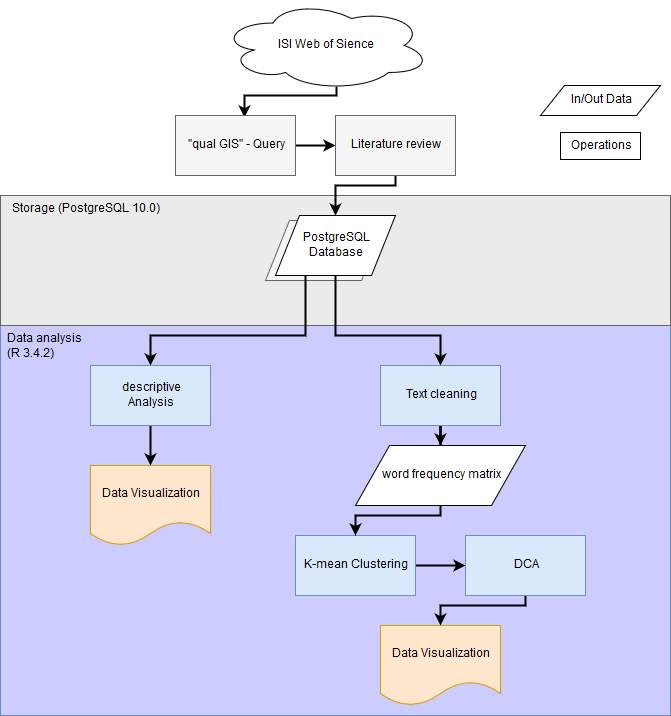 ISI Web of Sience
In/Out Data
"qual GIS" - Query
Literature review
Operations
Storage (PostgreSQL 10.0)
PostgreSQL
Database
Data analysis
(R 3.4.2)
descriptive
Analysis
Text cleaning
Data Visualization
word frequency matrix
K-mean Clustering
DCA
Data Visualization